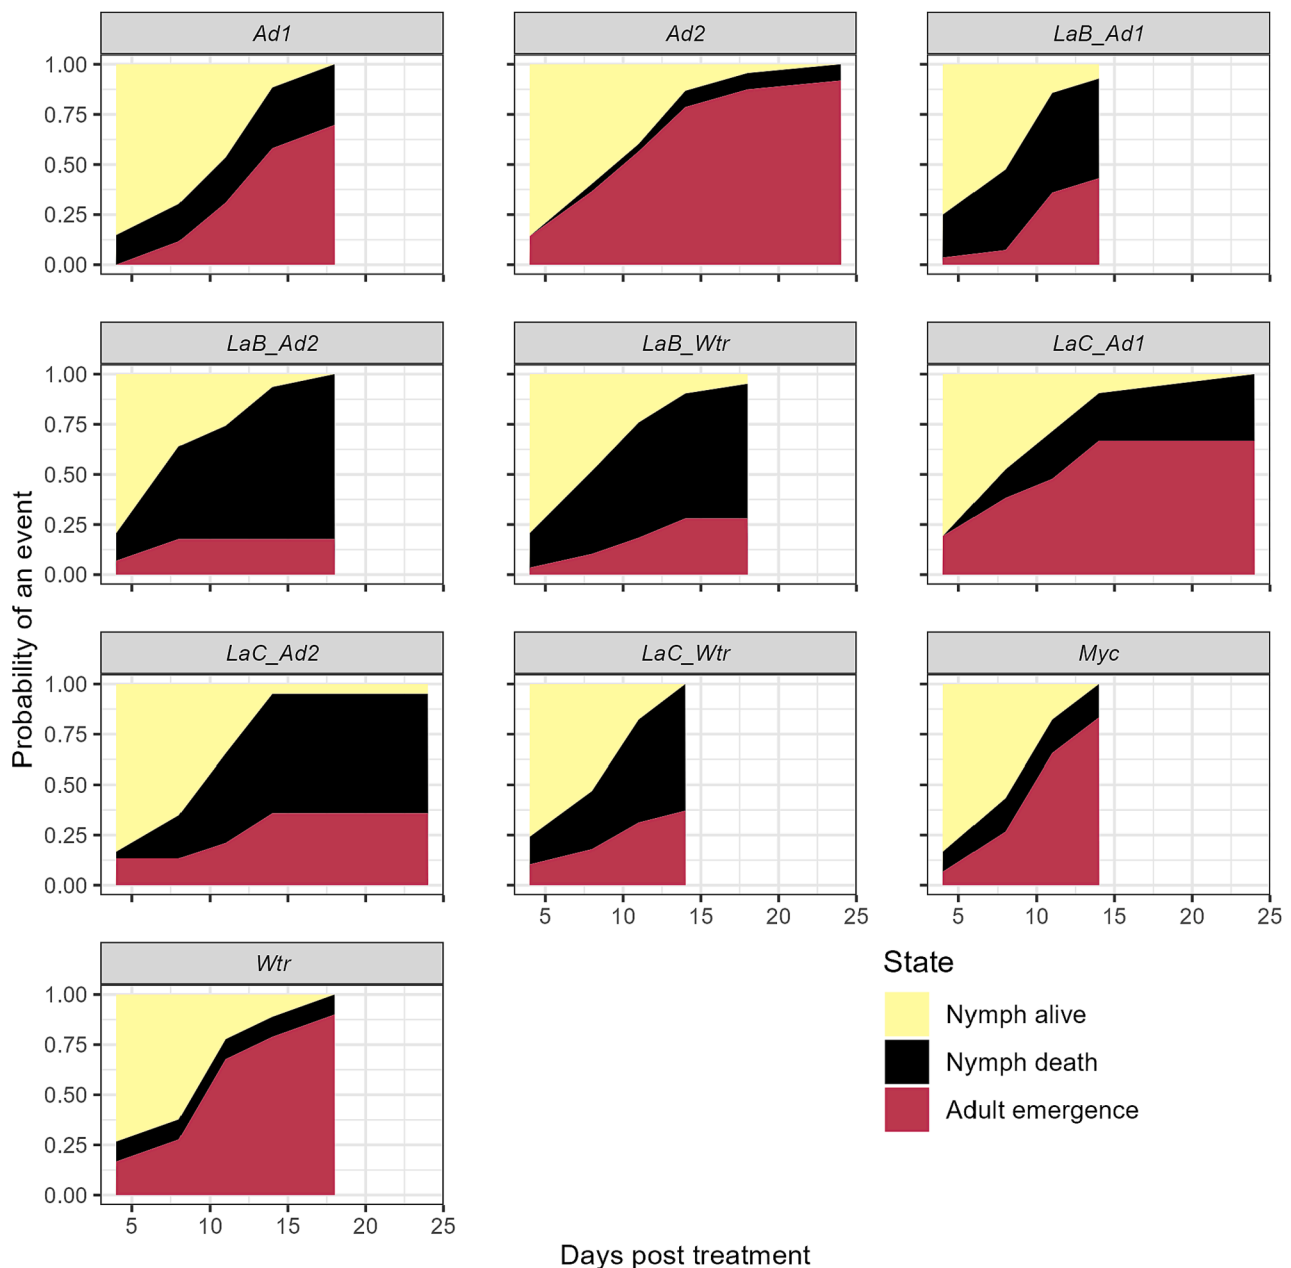 Ad1 Ad2 LaB_Ad1
1.00
0.75
0.50
0.25
0.00
LaB_Ad2 LaB_Wtr LaC_Ad1
1.00
0.75
0.50
0.25
0.00
Probability of an event
LaC_Ad2 LaC_Wtr Myc
1.00
0.75
0.50
0.25
0.00
5 10 15 20 25 5 10 15 20 25
Wtr
1.00
0.75
0.50
0.25
0.00
5 10 15 20 25
State
Nymph alive
Nymph death
Adult emergence
Days post treatment